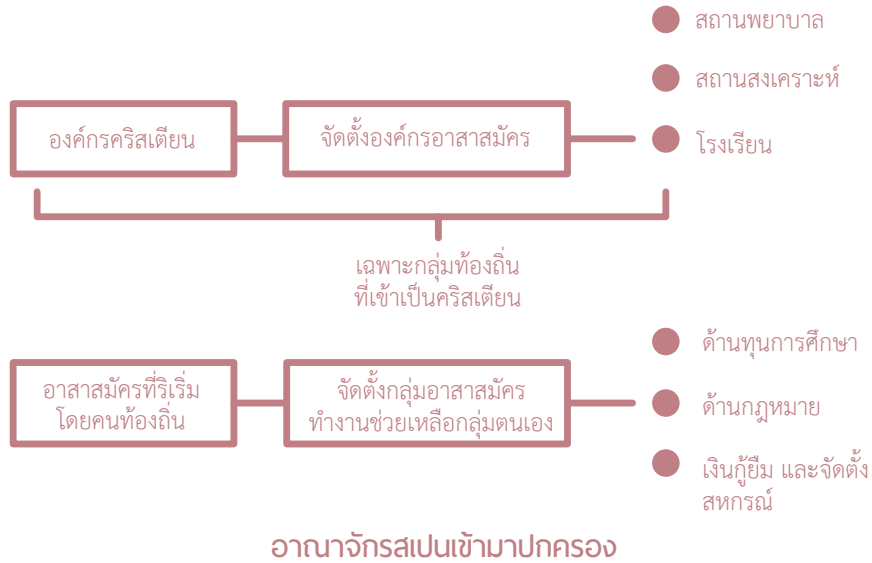 สถานพยาบาล
สถานสงเคราะห์
องค์กรคริสเตียน
จัดตั้งองค์กรอาสาสมัคร
โรงเรียน
เฉพาะกลุ่มท้องถิ่น
ที่เข้าเป็นคริสเตียน
อาสาสมัครที่ริเริ่ม
โดยคนท้องถิ่น
จัดตั้งกลุ่มอาสาสมัคร
ทำงานช่วยเหลือกลุ่มตนเอง
ด้านทุนการศึกษา
ด้านกฎหมาย
เงินกู้ยืม และจัดตั้ง
สหกรณ์
อาณาจักรสเปนเข้ามาปกครอง